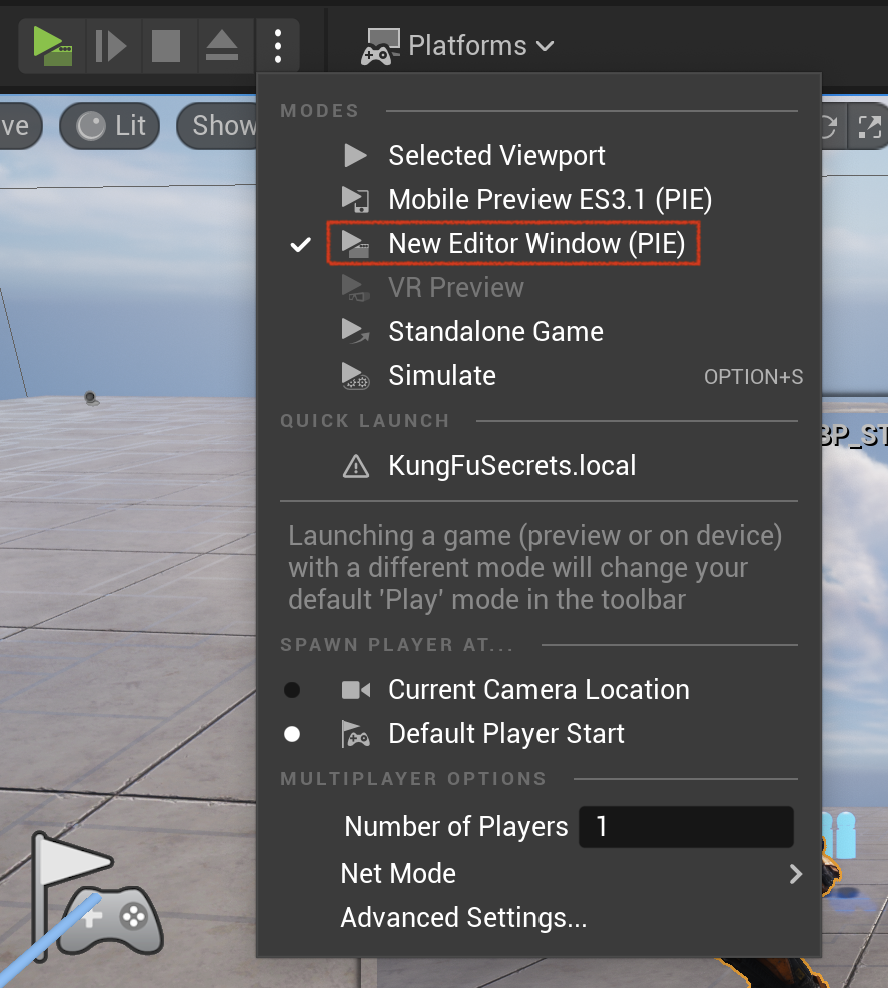 Platforms
ve
Lit
Show
MODES
Selected Viewport
Mobile Preview ES3.1 (PIE)
New Editor Window (PIE)
VR Preview
Standalone Game
Simulate OPTION+S
QUICK LAUNCH
BP_ST
KungFuSecrets.local
Launching a game (preview or on device)
with a different mode will change your
default 'Play' mode in the toolbar
SPAWN PLAYER AT...
Current Camera Location
Default Player Start
MULTIPLAYER OPTIONS
Number of Players 1
Net Mode
Advanced Settings...